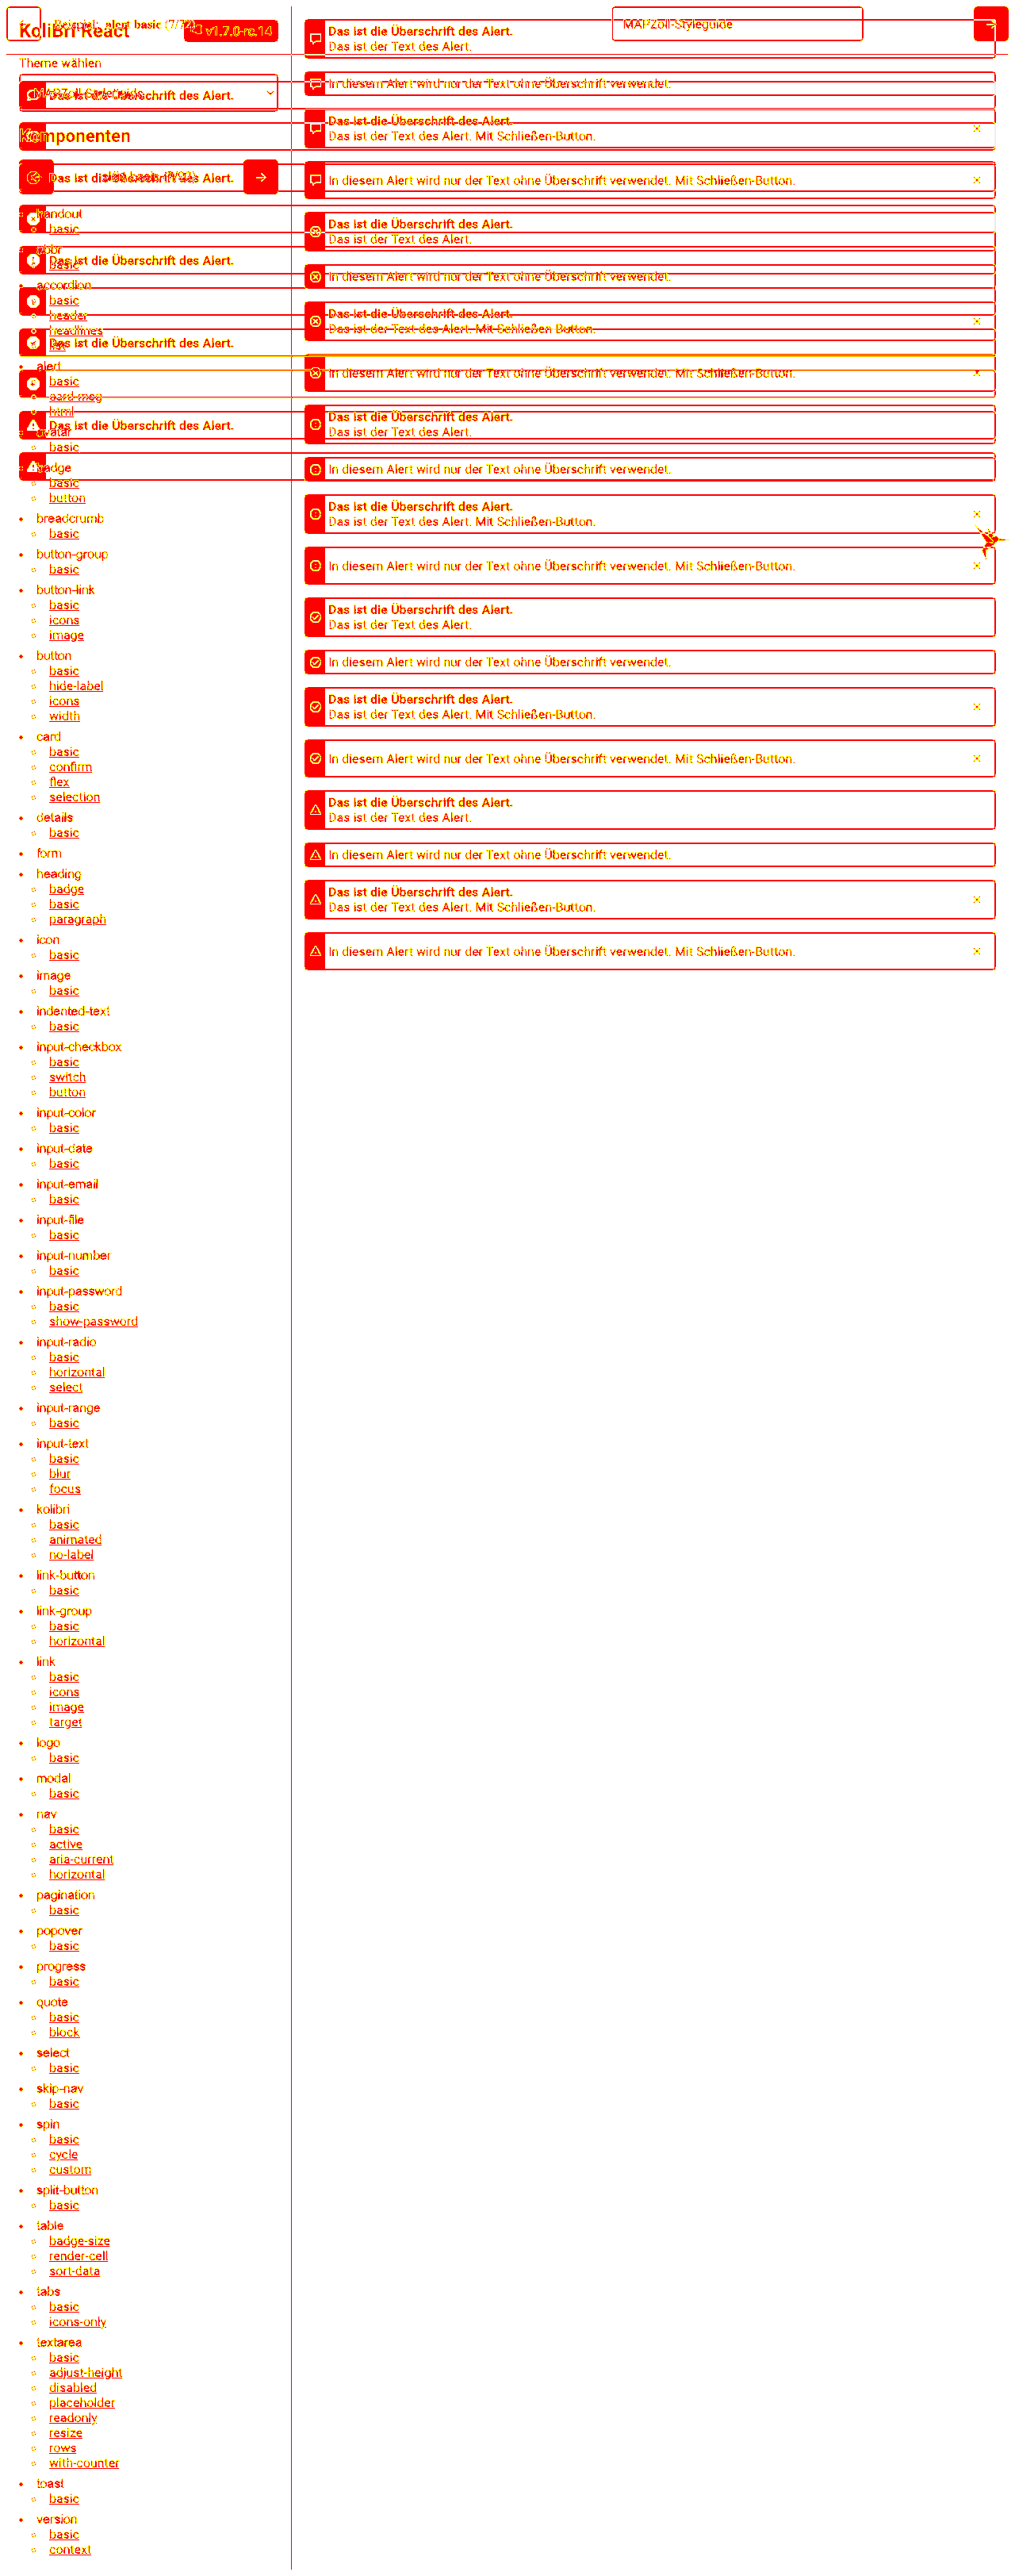 KoliBri React
v1.7.0-rc.14
Beispiel: alert basic (7/72)
MAPZoll-Styleguide
Theme wählen
MAPZoll-Styleguide
Das ist die Überschrift des Alert.
Komponenten
Das ist die Überschrift des Alert.
handout
basic
abbr
basic
Das ist die Überschrift des Alert.
accordion
basic
header
headlines
list
Das ist die Überschrift des Alert.
alert
basic
card-msg
html
Das ist die Überschrift des Alert.
avatar
basic
badge
basic
button
breadcrumb
basic
button-group
basic
button-link
basic
icons
image
button
basic
hide-label
icons
width
card
basic
confirm
flex
selection
details
basic
form
heading
badge
basic
paragraph
icon
basic
image
basic
indented-text
basic
input-checkbox
basic
switch
button
input-color
basic
input-date
basic
input-email
basic
input-file
basic
input-number
basic
input-password
basic
show-password
input-radio
basic
horizontal
select
input-range
basic
input-text
basic
blur
focus
kolibri
basic
animated
no-label
link-button
basic
link-group
basic
horizontal
link
basic
icons
image
target
logo
basic
modal
basic
nav
basic
active
aria-current
horizontal
pagination
basic
popover
basic
progress
basic
quote
basic
block
select
basic
skip-nav
basic
spin
basic
cycle
custom
split-button
basic
table
badge-size
render-cell
sort-data
tabs
basic
icons-only
textarea
basic
adjust-height
disabled
placeholder
readonly
resize
rows
with-counter
toast
basic
version
basic
context
Das ist die Überschrift des Alert.
Das ist der Text des Alert.
In diesem Alert wird nur der Text ohne Überschrift verwendet.
Das ist die Überschrift des Alert.
Das ist der Text des Alert. Mit Schließen-Button.
In diesem Alert wird nur der Text ohne Überschrift verwendet. Mit Schließen-Button.
Das ist die Überschrift des Alert.
Das ist der Text des Alert.
In diesem Alert wird nur der Text ohne Überschrift verwendet.
Das ist die Überschrift des Alert.
Das ist der Text des Alert. Mit Schließen-Button.
In diesem Alert wird nur der Text ohne Überschrift verwendet. Mit Schließen-Button.
Das ist die Überschrift des Alert.
Das ist der Text des Alert.
In diesem Alert wird nur der Text ohne Überschrift verwendet.
Das ist die Überschrift des Alert.
Das ist der Text des Alert. Mit Schließen-Button.
In diesem Alert wird nur der Text ohne Überschrift verwendet. Mit Schließen-Button.
Das ist die Überschrift des Alert.
Das ist der Text des Alert.
In diesem Alert wird nur der Text ohne Überschrift verwendet.
Das ist die Überschrift des Alert.
Das ist der Text des Alert. Mit Schließen-Button.
In diesem Alert wird nur der Text ohne Überschrift verwendet. Mit Schließen-Button.
Das ist die Überschrift des Alert.
Das ist der Text des Alert.
In diesem Alert wird nur der Text ohne Überschrift verwendet.
Das ist die Überschrift des Alert.
Das ist der Text des Alert. Mit Schließen-Button.
In diesem Alert wird nur der Text ohne Überschrift verwendet. Mit Schließen-Button.